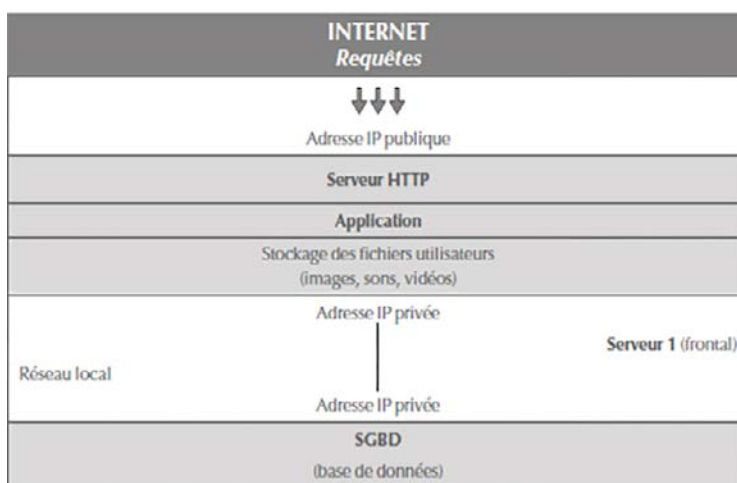 INTERNET
Requêtes
Adresse IP publique
Serveur HTTP
Application
Stockage des fichiers utilisateurs
(images, sons, vidéos)
Adresse IP privée
Serveur 1 (frontal)
Réseau local
Adresse IP privée
SGBD
(base de données)